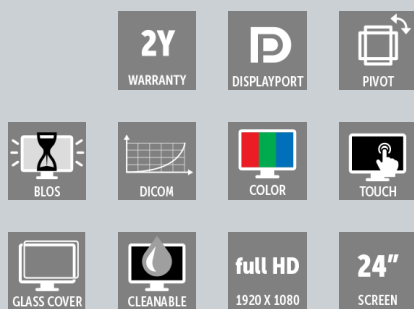 2Y
WARRANTY
DISPLAYPORT
PIVOT
BLOS
DICOM
COLOR
TOUCH
GLASS COVER
CLEANABLE
full HD
1920 X 1080
24"
SCREEN